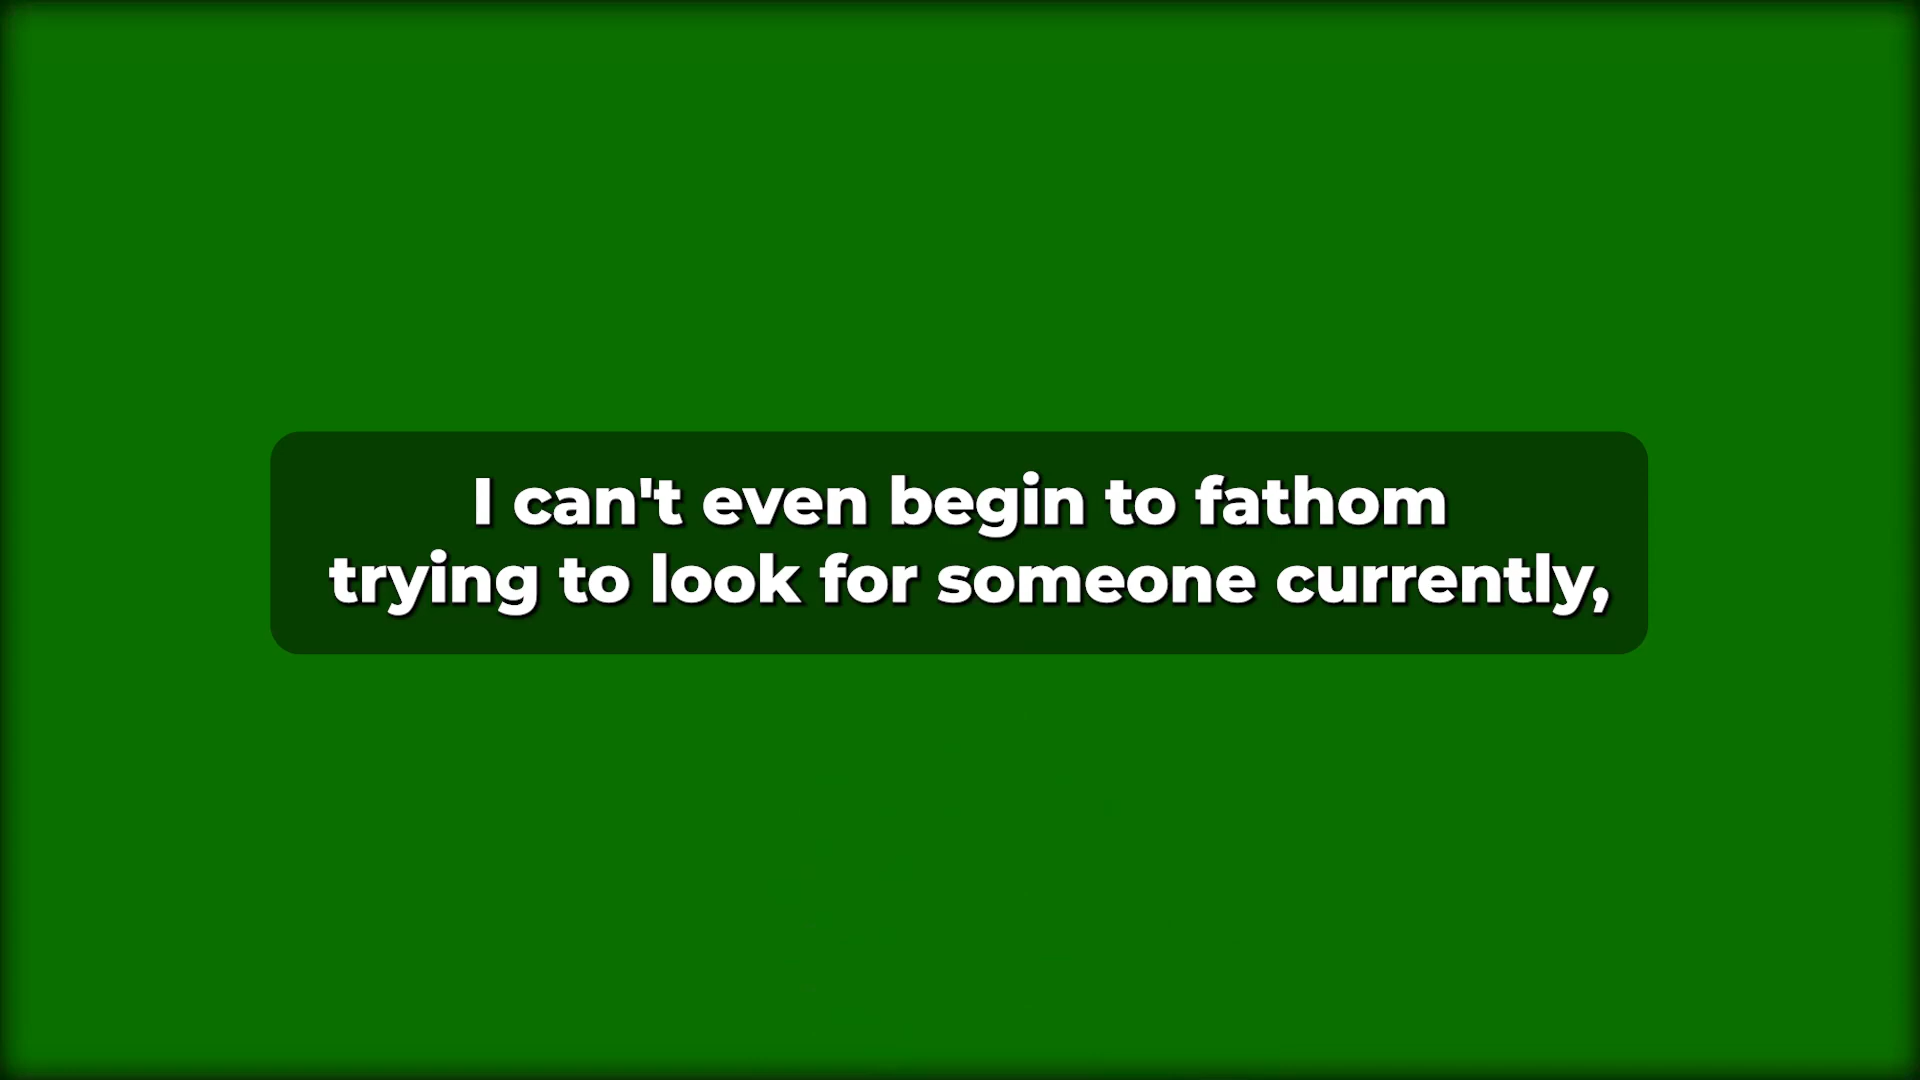 I can't even begin to fathom
trying to look for someone currently,